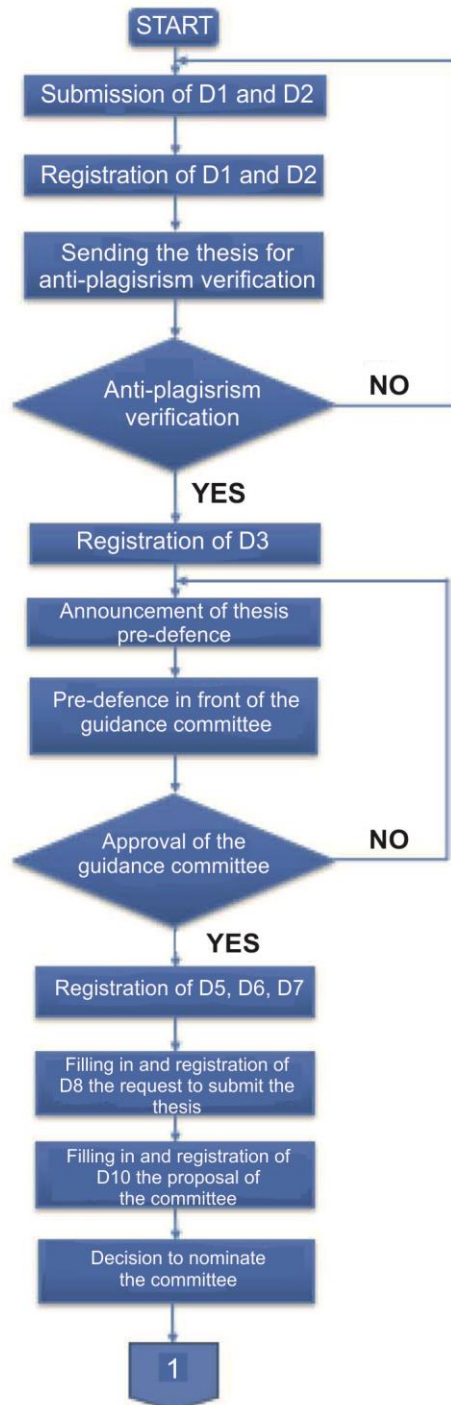 START
Submission of D1 and D2
Registration of D1 and D2
Sending the thesis for
anti-plagisrism verification
Anti-plagisrism
verification
NO
YES
Registration of D3
Announcement of thesis
pre-defence
Pre-defence in front of the
guidance committee
Approval of the
guidance committee
NO
YES
Registration of D5, D6, D7
Filling in and registration of
D8 the request to submit the
thesis
Filling in and registration of
D10 the proposal of
the committee
Decision to nominate
the committee
1